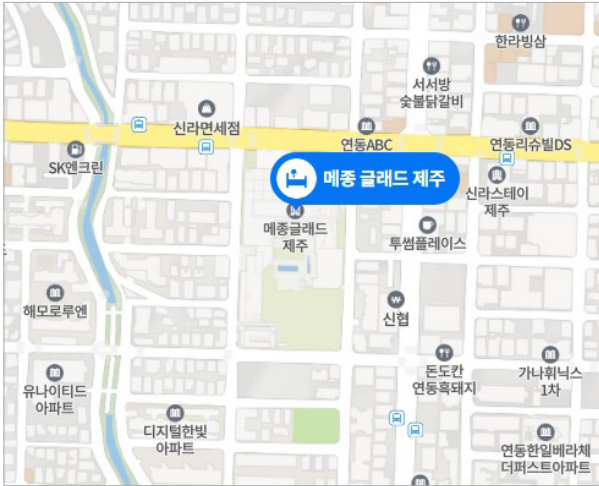 한라빙삼
서서방
숯불닭갈비
신라면세점
연동ABC
연동리슈빌DS
SK엔크린
메종 글래드 제주
신라스테이
제주
메종글래드
제주
투썸플레이스
해모로루엔
신협
돈도칸
연동흑돼지
가나휘닉스
1차
유나이티드
아파트
디지털한빛
아파트
연동한일베라체
더퍼스트아파트